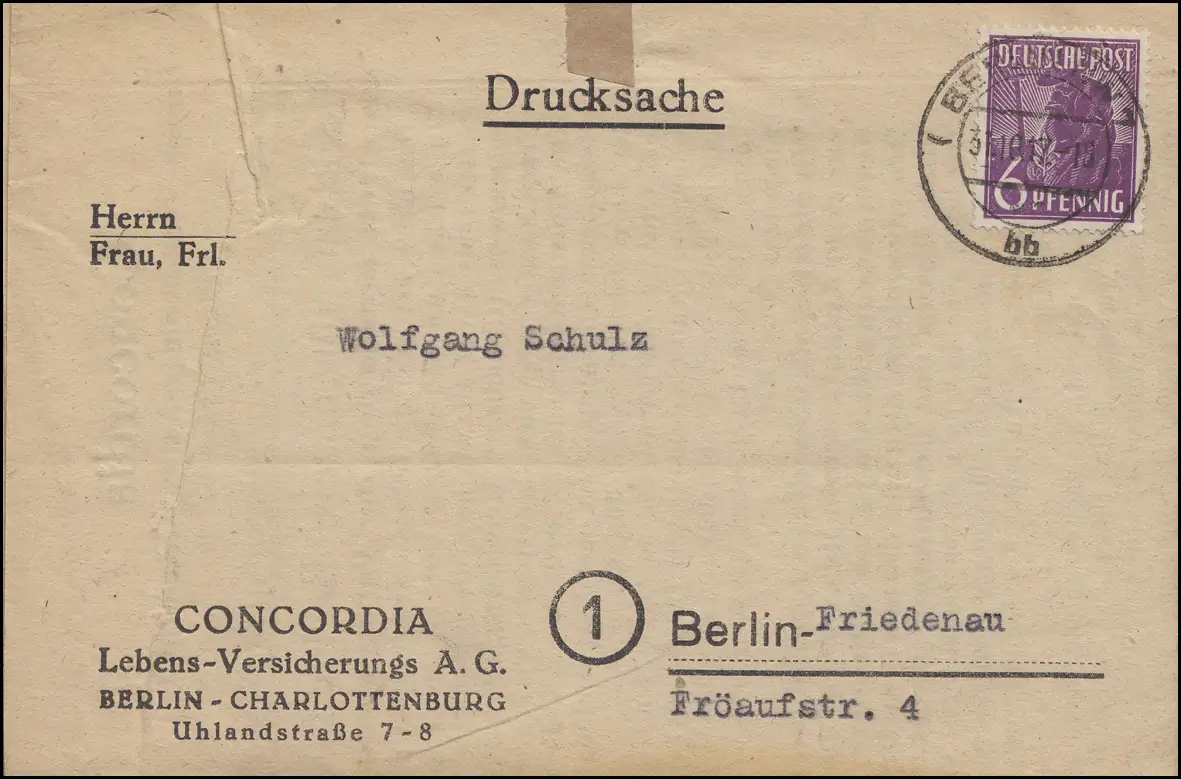 Drucksache
DEUTSCHE POST
6 PFENNIG
bb
Herrn
Frau, Frl.
Wolfgang Schulz
CONCORDIA
Lebens-Versicherungs A. G.
BERLIN - CHARLOTTENBURG
Uhlandstraße 7 - 8
1
Berlin-Friedenau
Fröaufstr. 4